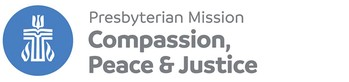 Presbyterian Mission
Compassion,
Peace & Justice